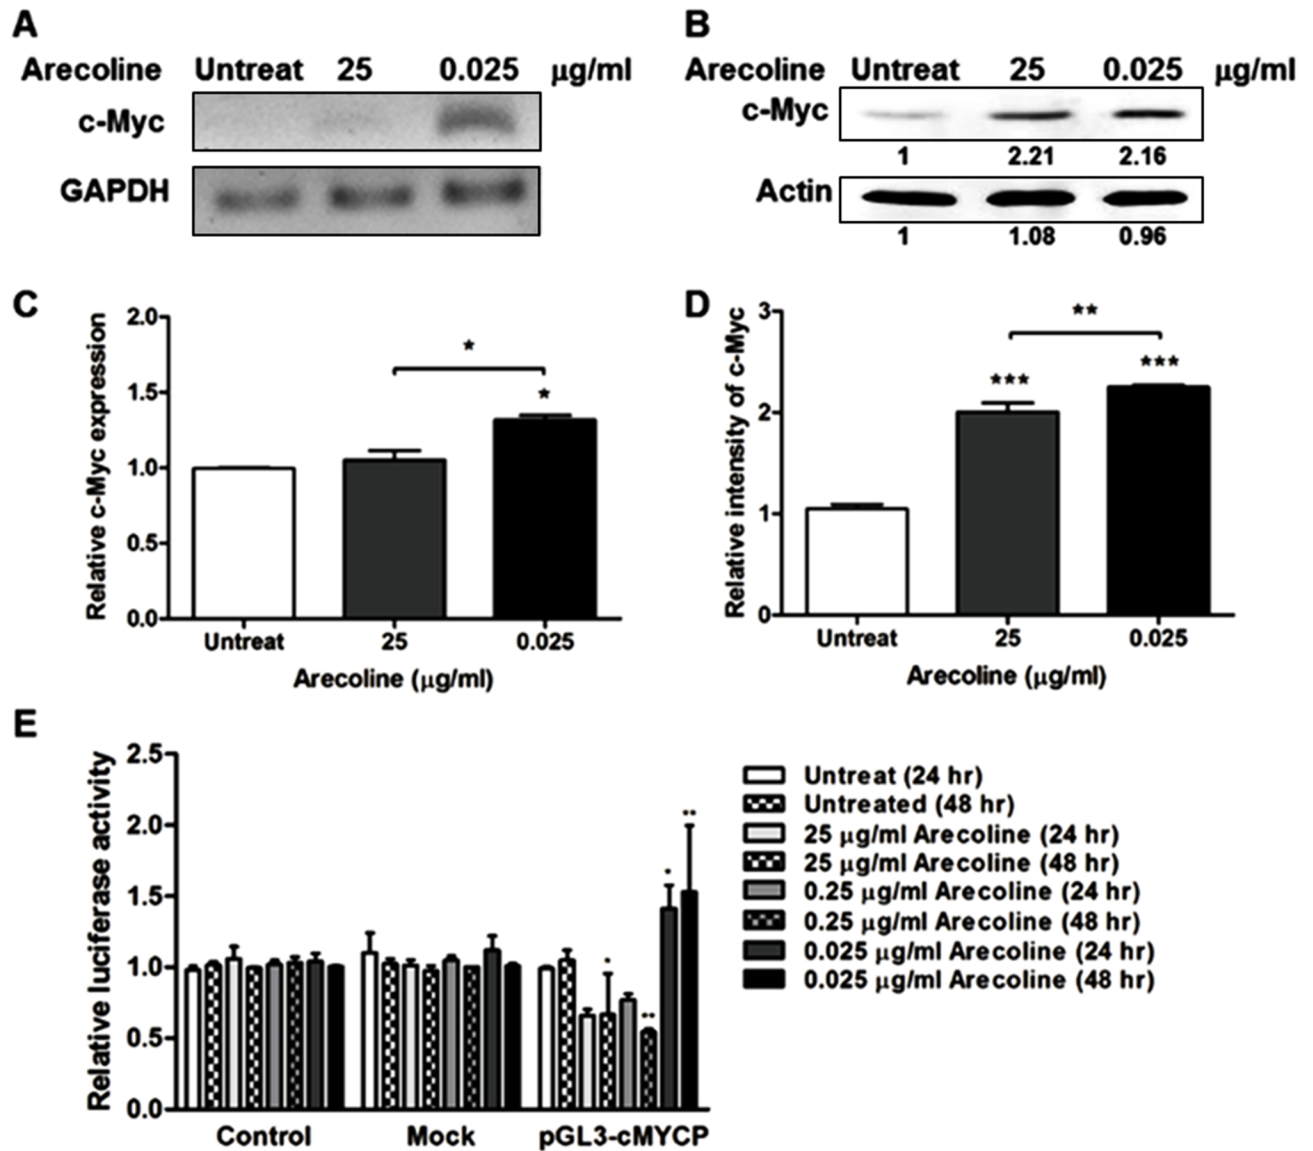 A
Arecoline Untreat 25 0.025 µg/ml
c-Myc
GAPDH
B
Arecoline Untreat 25 0.025 µg/ml
c-Myc
1 2.21 2.16
Actin
1 1.08 0.96
C
Relative c-Myc expression
2.0
1.5
1.0
0.5
0.0
*
*
Untreat 25 0.025
Arecoline (µg/ml)
D
Relative intensity of c-Myc
3
2
1
0
**
***
***
Untreat 25 0.025
Arecoline (µg/ml)
E
Relative luciferase activity
2.5
2.0
1.5
1.0
0.5
0.0
*
**
*
**
Control Mock pGL3-cMYCP
Untreat (24 hr)
Untreated (48 hr)
25 µg/ml Arecoline (24 hr)
25 µg/ml Arecoline (48 hr)
0.25 µg/ml Arecoline (24 hr)
0.25 µg/ml Arecoline (48 hr)
0.025 µg/ml Arecoline (24 hr)
0.025 µg/ml Arecoline (48 hr)